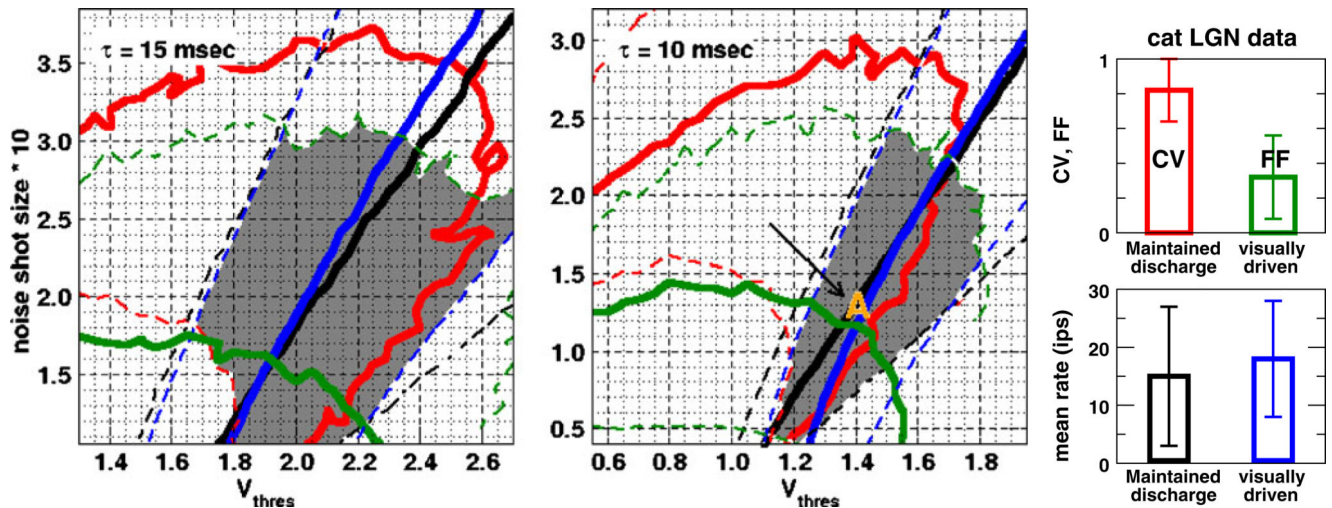 noise shot size * 10
3.5
3.0
2.5
2.0
1.5
τ = 15 msec
1.4 1.6 1.8 2.0 2.2 2.4 2.6
V thres
3.0
2.5
2.0
1.5
1.0
0.5
τ = 10 msec
A
0.6 0.8 1.0 1.2 1.4 1.6 1.8
V thres
cat LGN data
CV, FF
1
0
CV
FF
Maintained discharge
visually driven
mean rate (ips)
30
20
10
0
Maintained discharge
visually driven